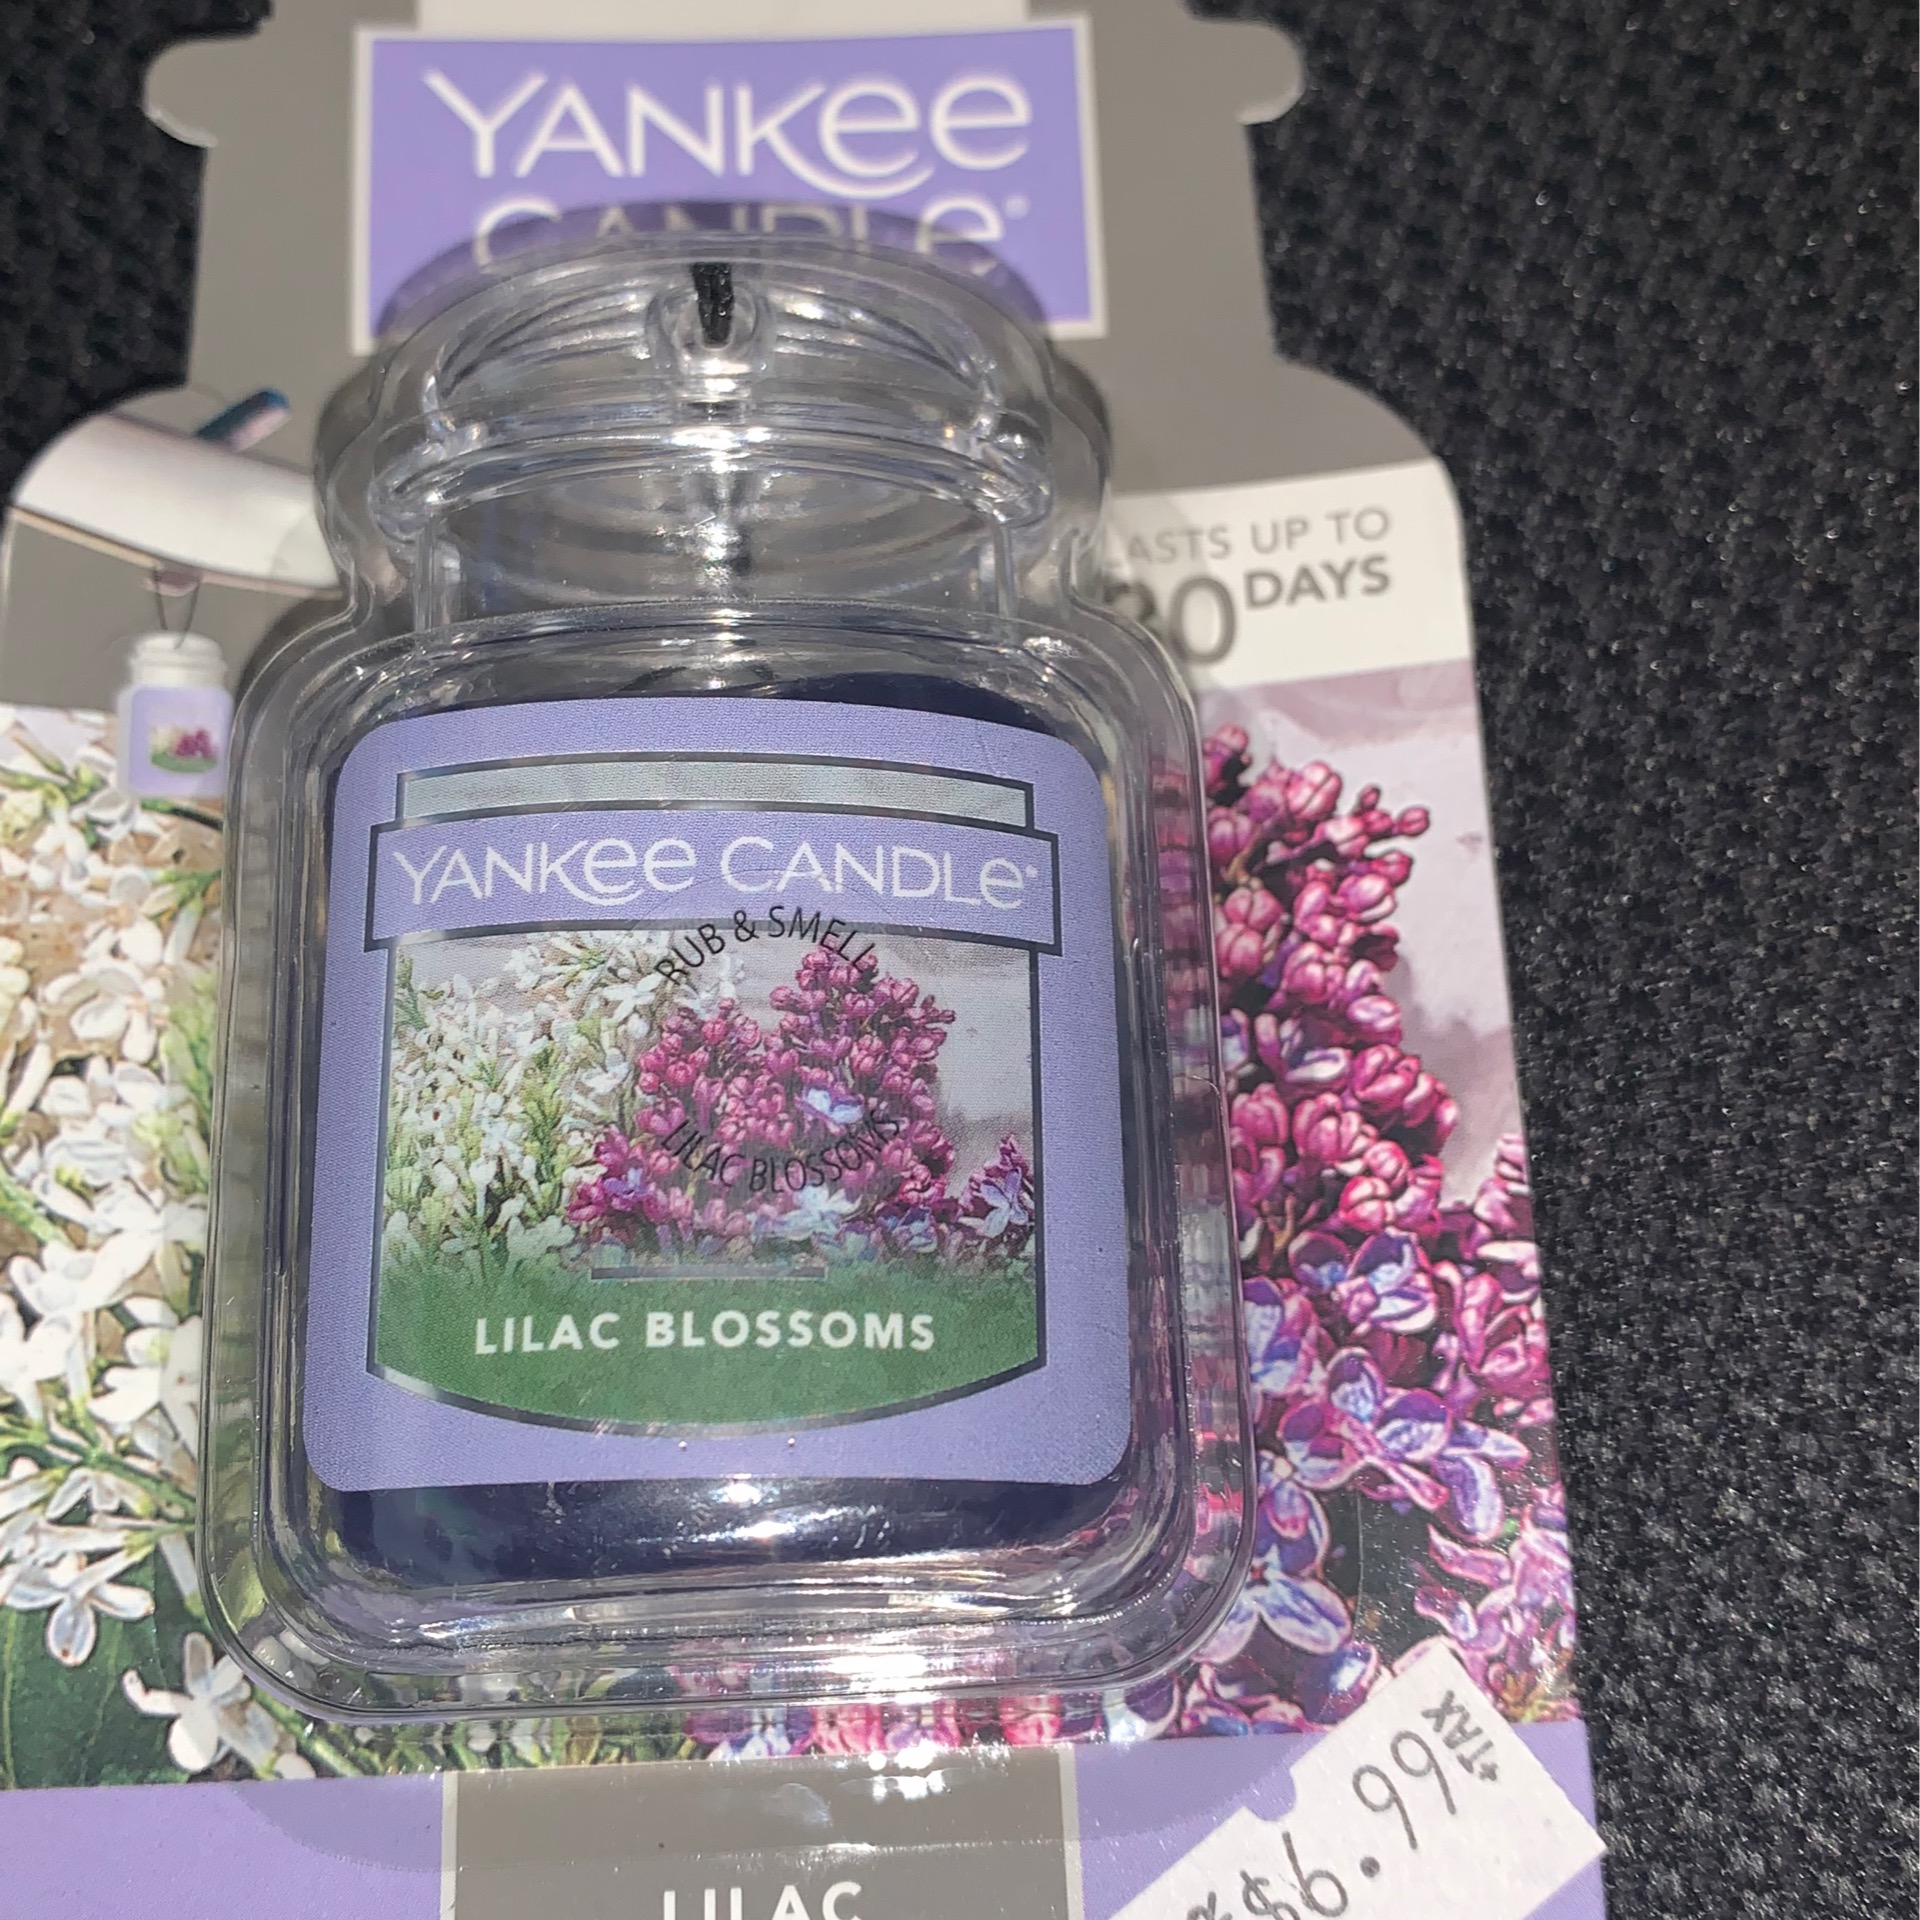 YANKEE
CANDLE®
LASTS UP TO
30 DAYS
YANKEE CANDLE®
RUB & SMELL
LILAC BLOSSOMS
LILAC BLOSSOMS
$6.99
+TAX
LILAC